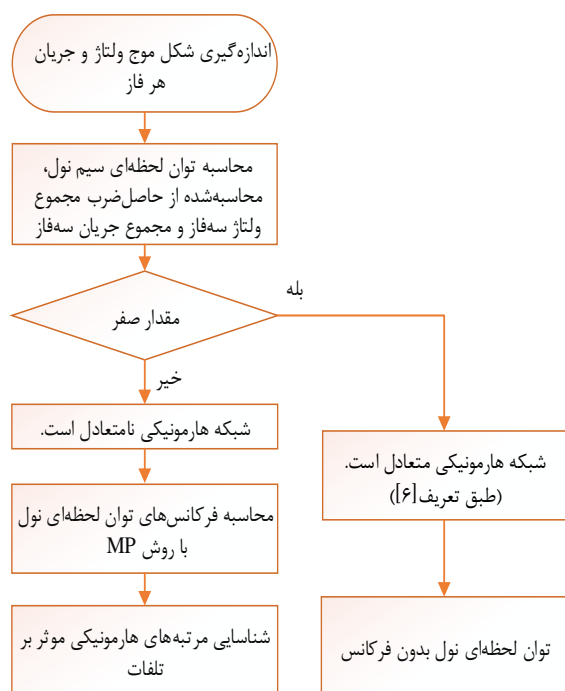 اندازه‌گیری شکل موج ولتاژ و جریان
هر فاز
محاسبه توان لحظه‌ای سیم نول،
محاسبه‌شده از حاصل‌ضرب مجموع
ولتاژ سه‌فاز و مجموع جریان سه‌فاز
مقدار صفر
بله
خیر
شبکه هارمونیکی نامتعادل است.
محاسبه فرکانس‌های توان لحظه‌ای نول
با روش MP
شناسایی مرتبه‌های هارمونیکی موثر بر
تلفات
شبکه هارمونیکی متعادل است.
(طبق تعریف[۶])
توان لحظه‌ای نول بدون فرکانس